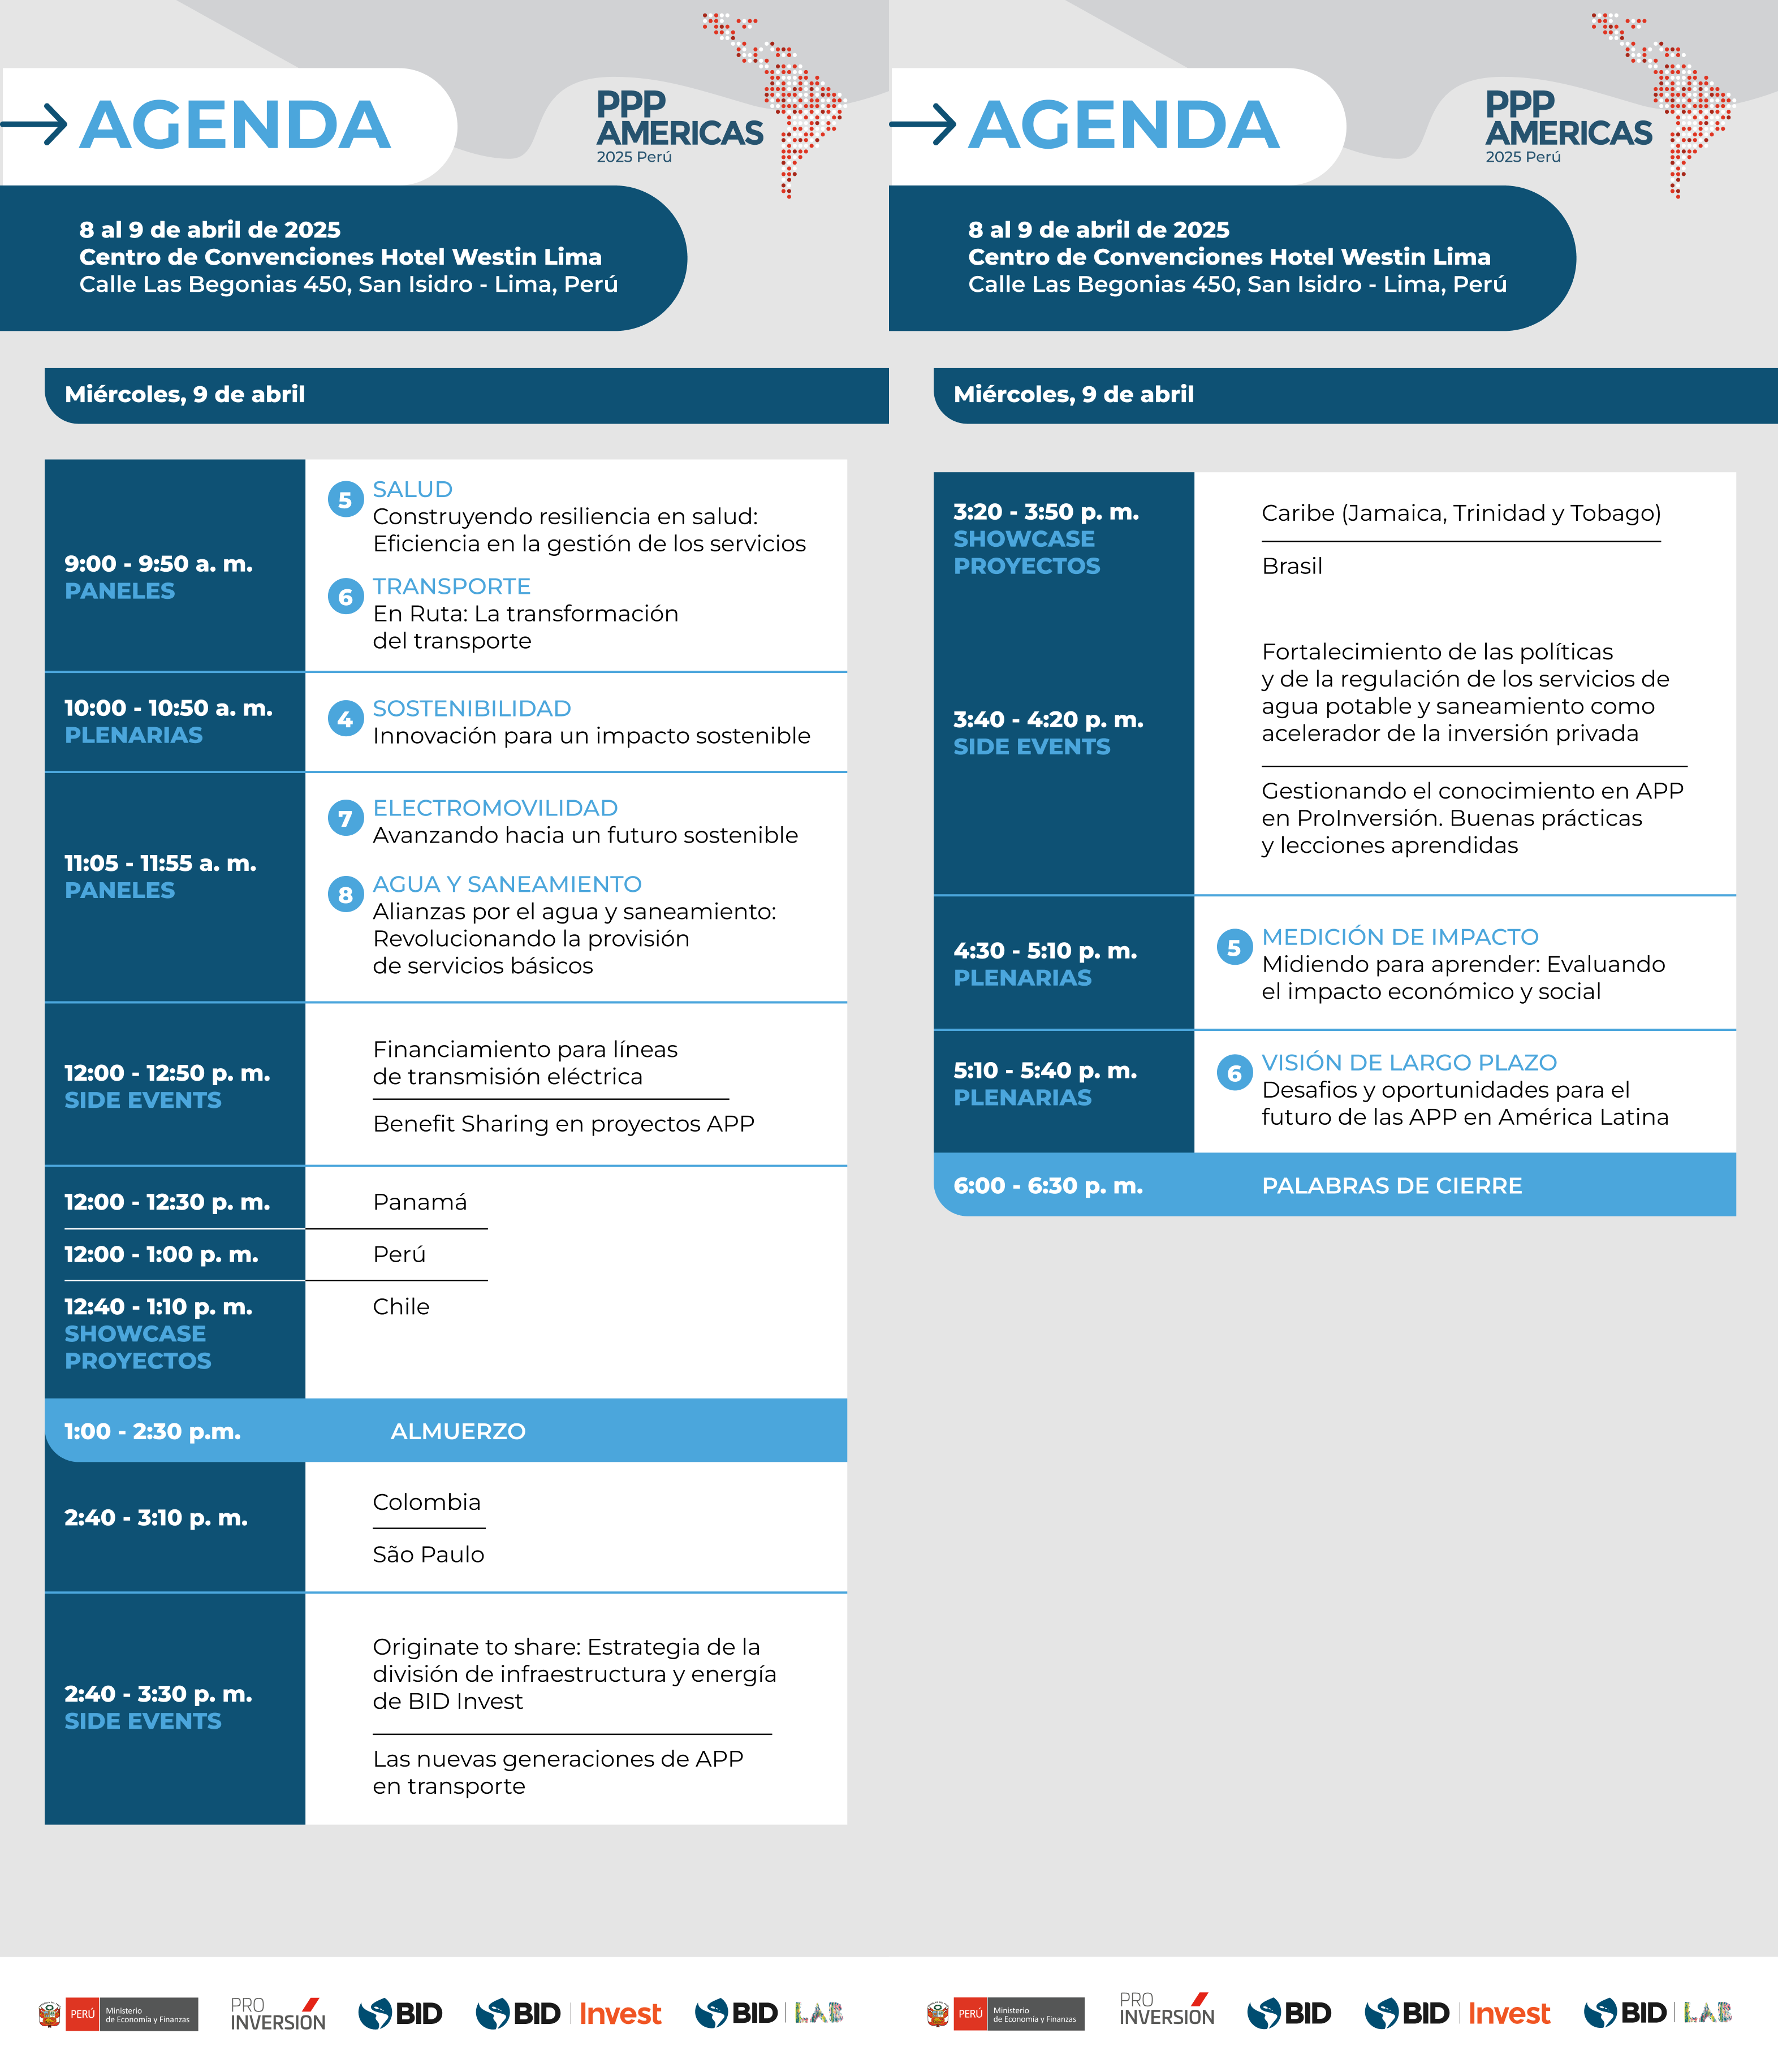 AGENDA
PPP
AMERICAS
2025 Perú
8 al 9 de abril de 2025
Centro de Convenciones Hotel Westin Lima
Calle Las Begonias 450, San Isidro - Lima, Perú
Miércoles, 9 de abril
9:00 - 9:50 a. m.
PANELES
5 SALUD
Construyendo resiliencia en salud:
Eficiencia en la gestión de los servicios
6 TRANSPORTE
En Ruta: La transformación
del transporte
10:00 - 10:50 a. m.
PLENARIAS
4 SOSTENIBILIDAD
Innovación para un impacto sostenible
11:05 - 11:55 a. m.
PANELES
7 ELECTROMOVILIDAD
Avanzando hacia un futuro sostenible
8 AGUA Y SANEAMIENTO
Alianzas por el agua y saneamiento:
Revolucionando la provisión
de servicios básicos
12:00 - 12:50 p. m.
SIDE EVENTS
Financiamiento para líneas
de transmisión eléctrica
Benefit Sharing en proyectos APP
12:00 - 12:30 p. m.
Panamá
12:00 - 1:00 p. m.
Perú
12:40 - 1:10 p. m.
SHOWCASE
PROYECTOS
Chile
1:00 - 2:30 p.m.
ALMUERZO
2:40 - 3:10 p. m.
Colombia
São Paulo
2:40 - 3:30 p. m.
SIDE EVENTS
Originate to share: Estrategia de la
división de infraestructura y energía
de BID Invest
Las nuevas generaciones de APP
en transporte
PERÚ
Ministerio
de Economía y Finanzas
PRO
INVERSIÓN
BID
BID Invest
BID LAB
AGENDA
PPP
AMERICAS
2025 Perú
8 al 9 de abril de 2025
Centro de Convenciones Hotel Westin Lima
Calle Las Begonias 450, San Isidro - Lima, Perú
Miércoles, 9 de abril
3:20 - 3:50 p. m.
SHOWCASE
PROYECTOS
Caribe (Jamaica, Trinidad y Tobago)
Brasil
3:40 - 4:20 p. m.
SIDE EVENTS
Fortalecimiento de las políticas
y de la regulación de los servicios de
agua potable y saneamiento como
acelerador de la inversión privada
Gestionando el conocimiento en APP
en ProInversión. Buenas prácticas
y lecciones aprendidas
4:30 - 5:10 p. m.
PLENARIAS
5 MEDICIÓN DE IMPACTO
Midiendo para aprender: Evaluando
el impacto económico y social
5:10 - 5:40 p. m.
PLENARIAS
6 VISIÓN DE LARGO PLAZO
Desafios y oportunidades para el
futuro de las APP en América Latina
6:00 - 6:30 p. m.
PALABRAS DE CIERRE
PERÚ
Ministerio
de Economía y Finanzas
PRO
INVERSIÓN
BID
BID Invest
BID LAB